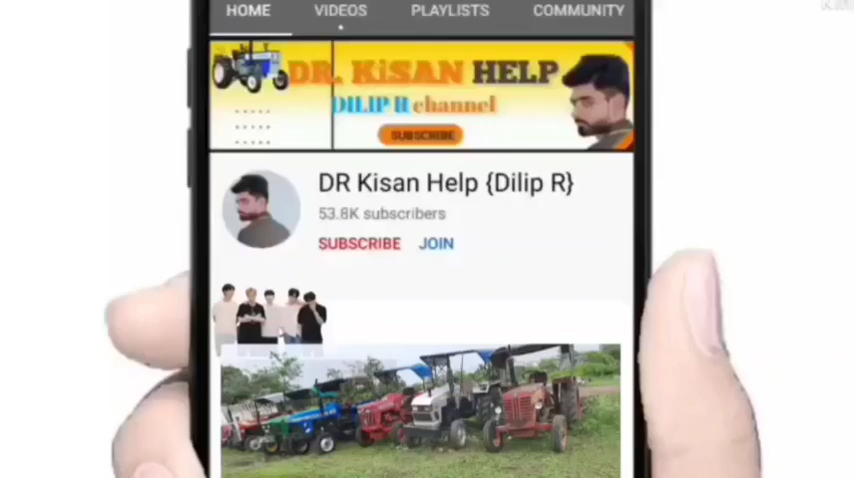 HOME VIDEOS PLAYLISTS COMMUNITY
DR. KiSAN HELP
DILIP R channel
SUBSCRIBE
DR Kisan Help {Dilip R}
53.8K subscribers
SUBSCRIBE JOIN